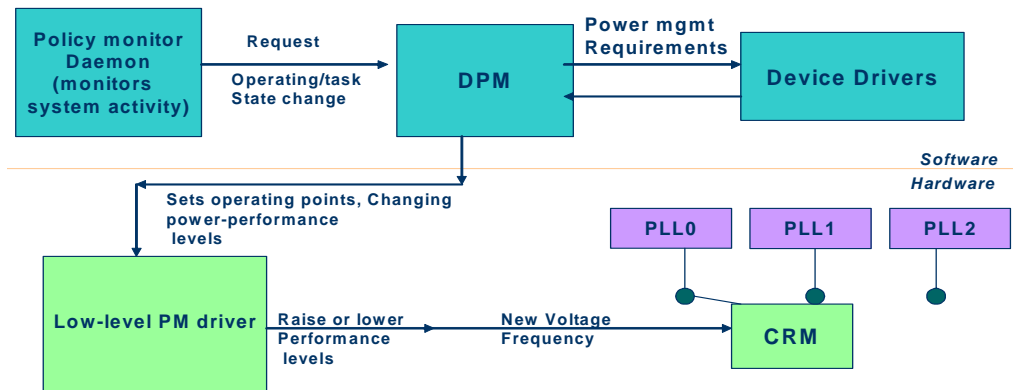 Policy monitor
Daemon
(monitors
system activity)
Request
Operating/task
State change
DPM
Power mgmt
Requirements
Device Drivers
Software
Hardware
Sets operating points, Changing
power-performance
levels
PLL0
PLL1
PLL2
Low-level PM driver
Raise or lower
Performance
levels
New Voltage
Frequency
CRM